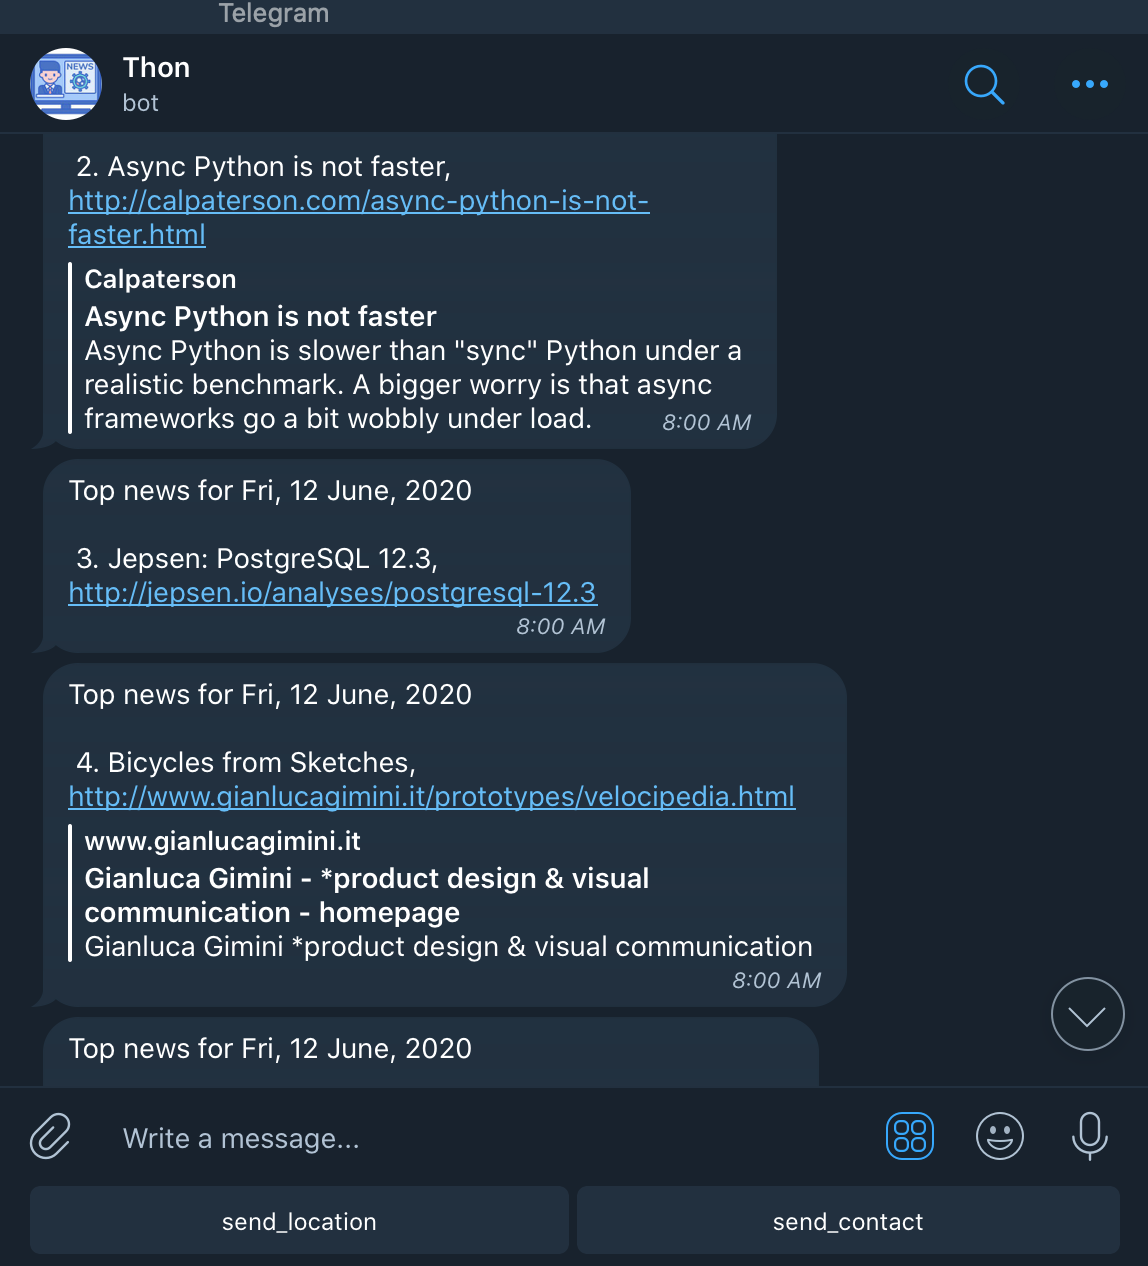 Telegram
NEWS
Thon
bot
2. Async Python is not faster,
http://calpaterson.com/async-python-is-not-
faster.html
Calpaterson
Async Python is not faster
Async Python is slower than "sync" Python under a
realistic benchmark. A bigger worry is that async
frameworks go a bit wobbly under load.
8:00 AM
Top news for Fri, 12 June, 2020
3. Jepsen: PostgreSQL 12.3,
http://jepsen.io/analyses/postgresql-12.3
8:00 AM
Top news for Fri, 12 June, 2020
4. Bicycles from Sketches,
http://www.gianlucagimini.it/prototypes/velocipedia.html
www.gianlucagimini.it
Gianluca Gimini - *product design & visual
communication - homepage
Gianluca Gimini *product design & visual communication
8:00 AM
Top news for Fri, 12 June, 2020
Write a message...
send_location
send_contact